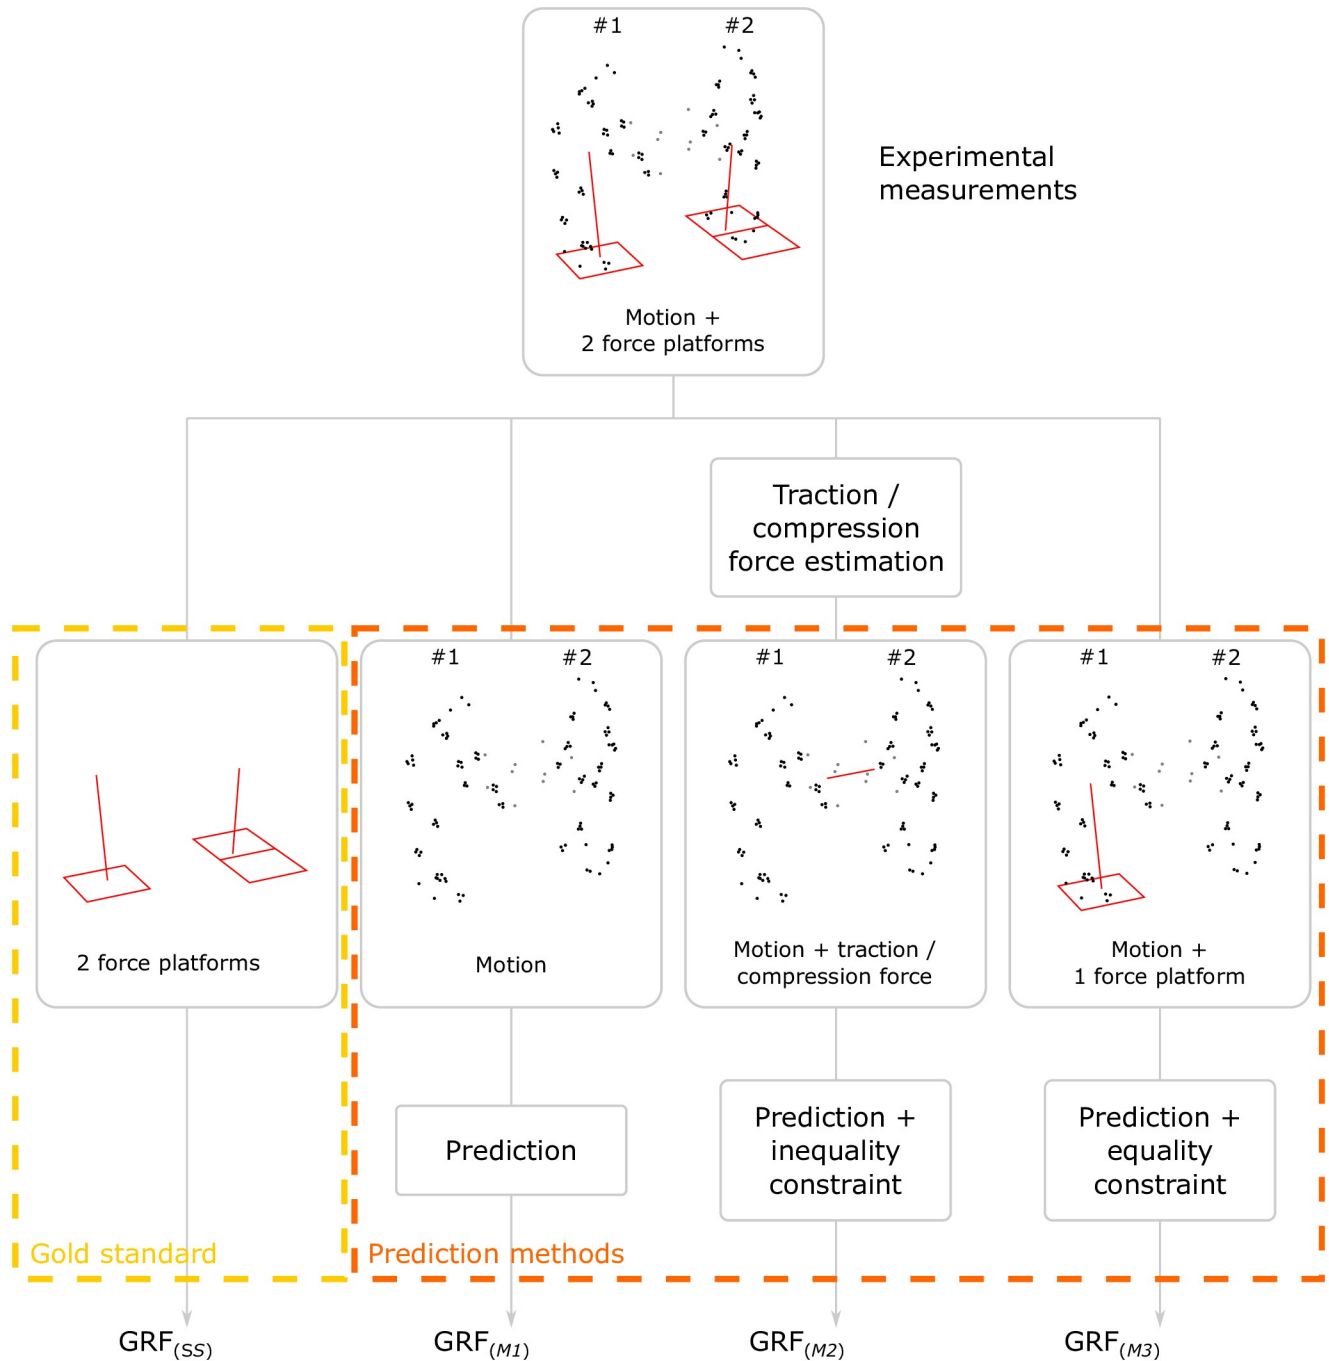 #1 #2
Experimental
measurements
Motion +
2 force platforms
Traction /
compression
force estimation
#1 #2 #1 #2 #1 #2
2 force platforms
Motion
Motion + traction /
compression force
Motion +
1 force platform
Prediction
Prediction +
inequality
constraint
Prediction +
equality
constraint
Gold standard
Prediction methods
GRF(SS) GRF(M1) GRF(M2) GRF(M3)